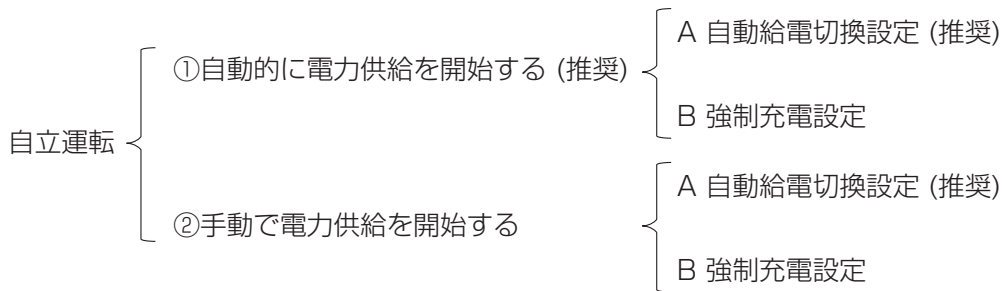 自立運転
①自動的に電力供給を開始する (推奨)
A 自動給電切換設定 (推奨)
B 強制充電設定
②手動で電力供給を開始する
A 自動給電切換設定 (推奨)
B 強制充電設定